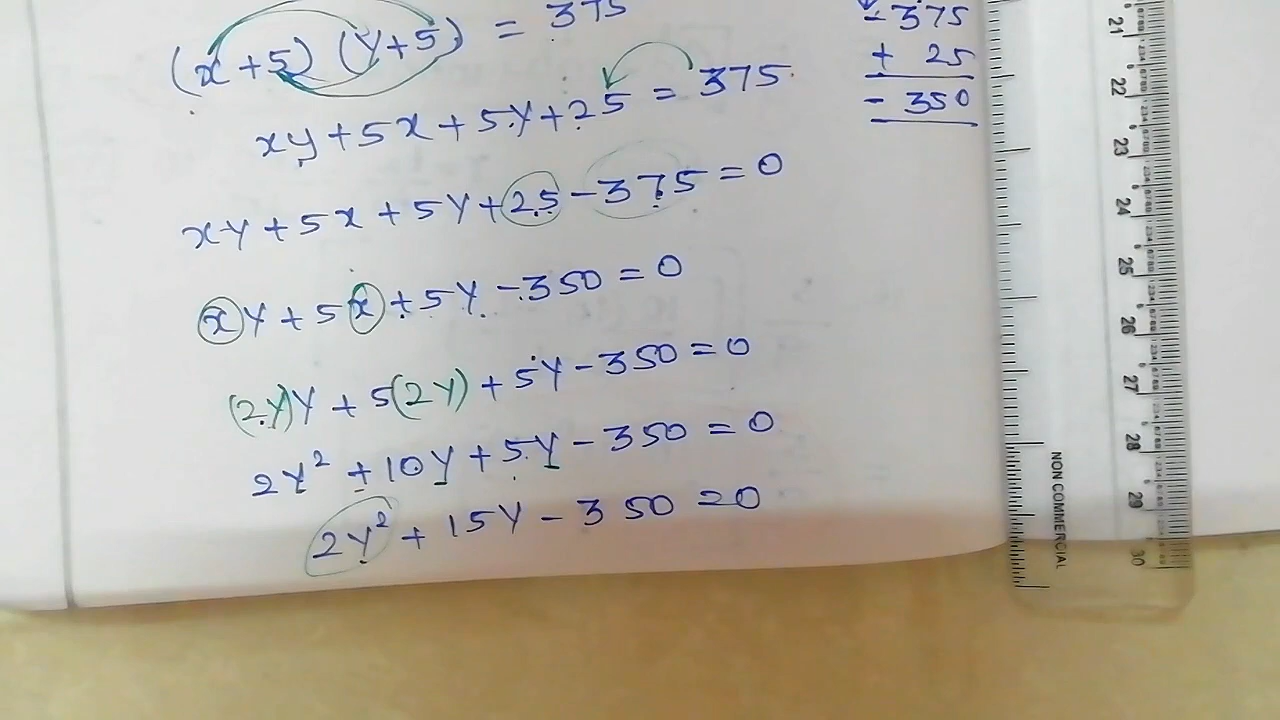 (x+5) (y+5) = 375
xy+5x+5y+25 = 375
xy+5x+5y+25-375=0
xy+5x+5y-350=0
(2y)y+5(2y)+5y-350=0
2y²+10y+5y-350=0
2y²+15y-350=0
-375
+ 25
-350
21
22
23
24
25
26
27
28
29
30
NON COMMERCIAL